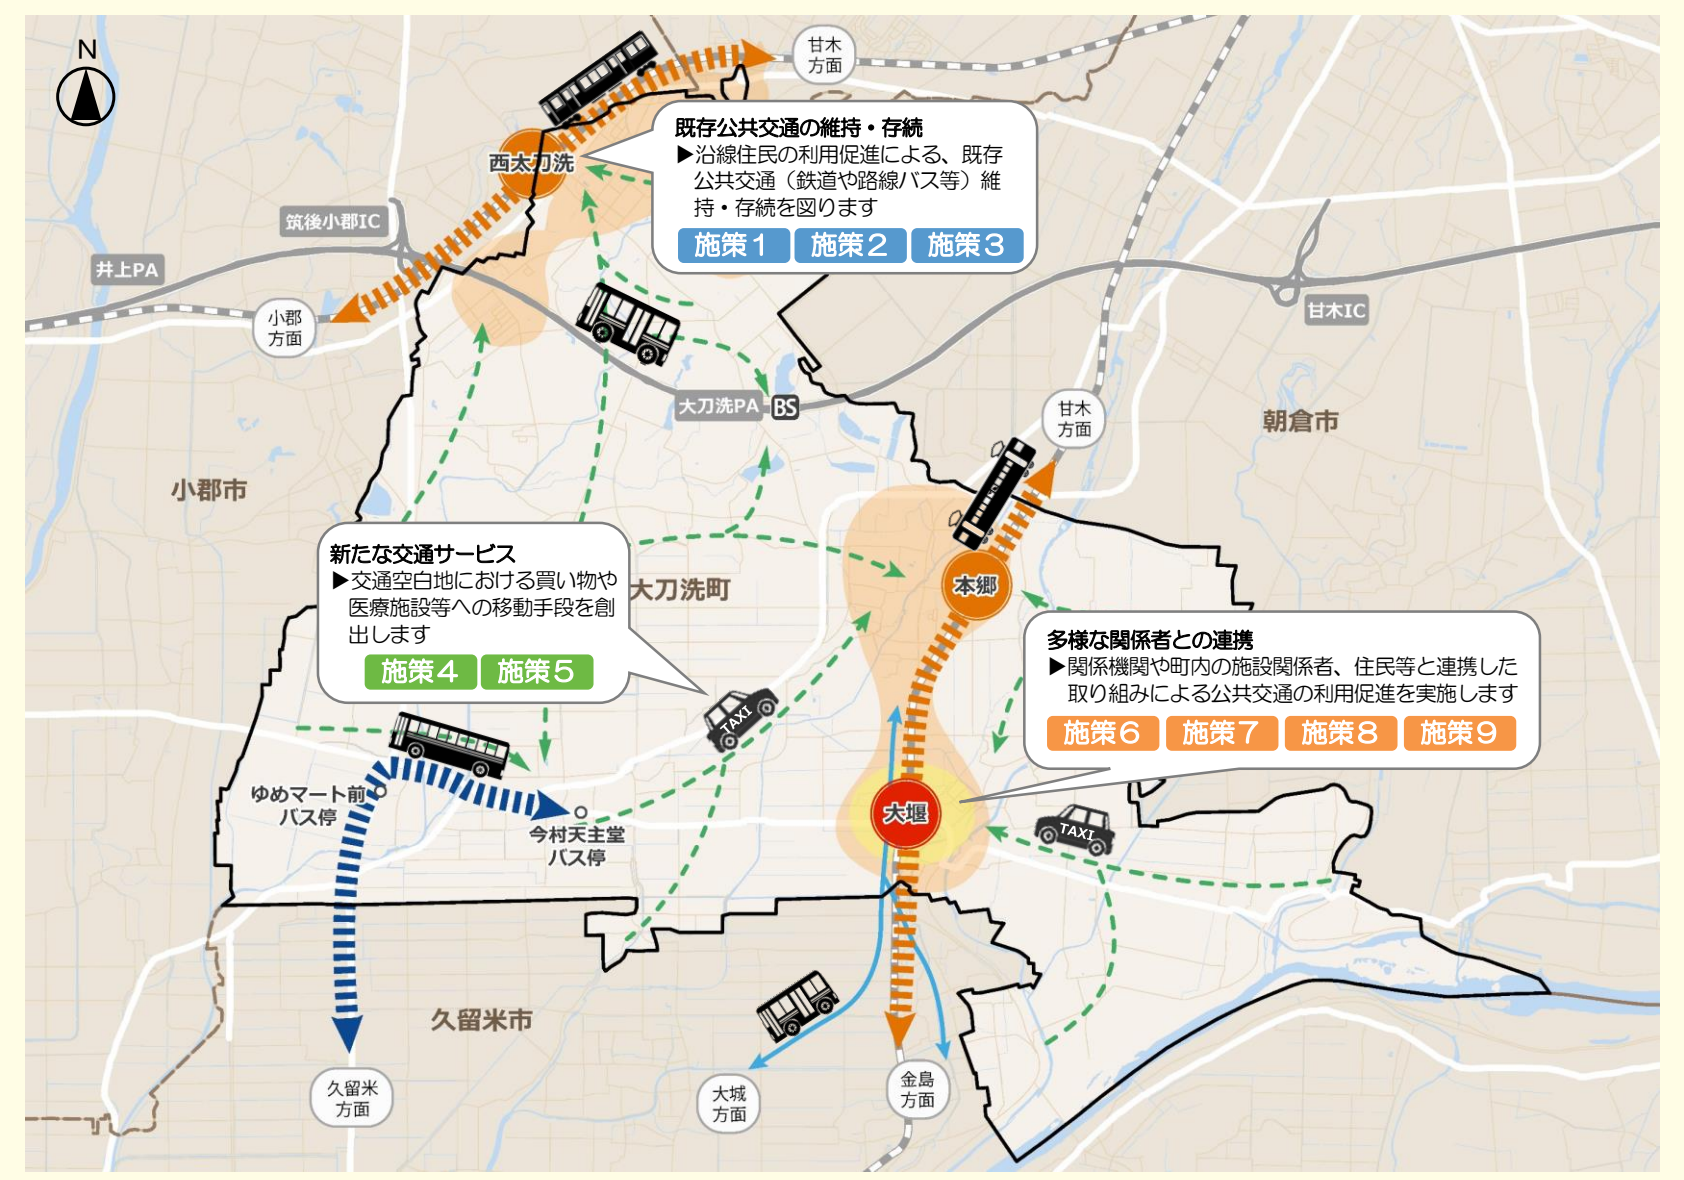 N
甘木
方面
既存公共交通の維持・存続
▶沿線住民の利用促進による、既存
公共交通（鉄道や路線バス等）維
持・存続を図ります
施策１ 施策２ 施策３
西太刀洗
筑後小郡IC
井上PA
小郡
方面
甘木IC
大刀洗PA BS
甘木
方面
朝倉市
小郡市
新たな交通サービス
▶交通空白地における買い物や
医療施設等への移動手段を創
出します
施策４ 施策５
大刀洗町
本郷
多様な関係者との連携
▶関係機関や町内の施設関係者、住民等と連携した
取り組みによる公共交通の利用促進を実施します
施策６ 施策７ 施策８ 施策９
TAXI
ゆめマート前
バス停
今村天主堂
バス停
大堰
TAXI
久留米市
久留米
方面
大城
方面
金島
方面